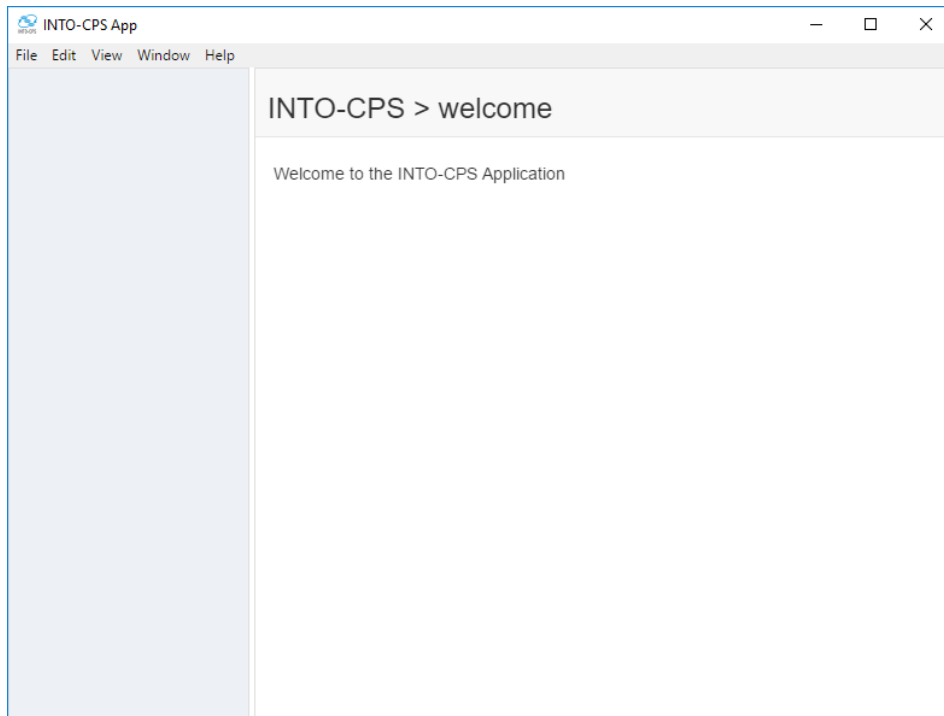 INTO-CPS App
File Edit View Window Help
INTO-CPS > welcome
Welcome to the INTO-CPS Application